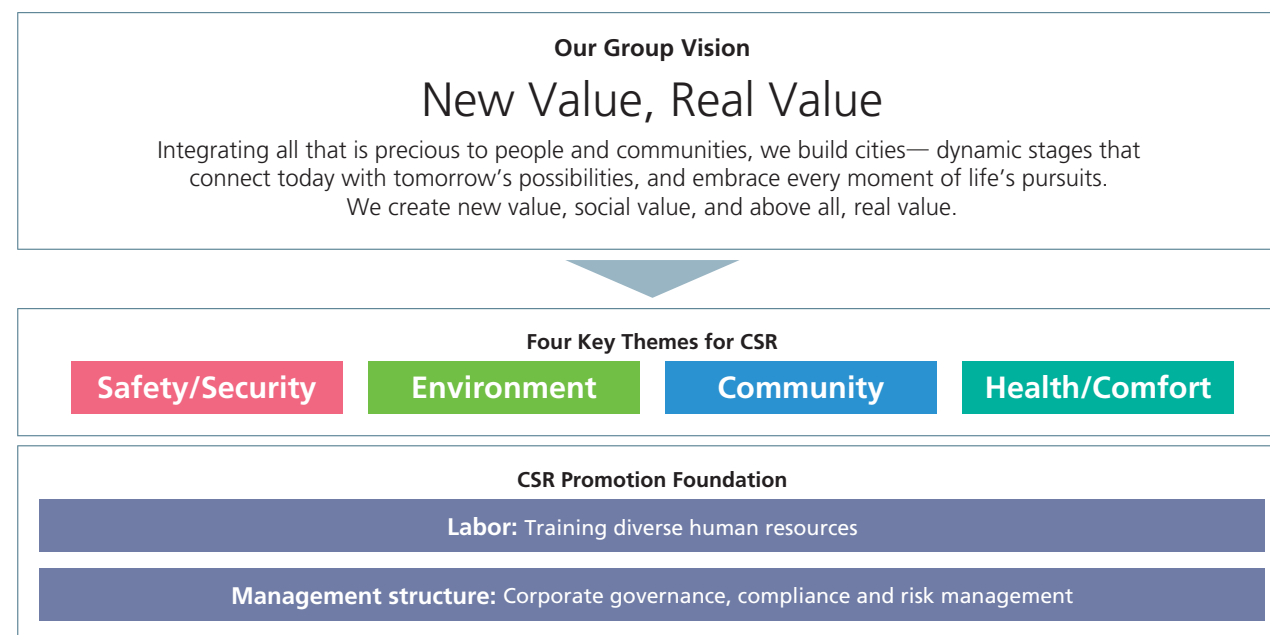 Our Group Vision
New Value, Real Value
Integrating all that is precious to people and communities, we build cities— dynamic stages that
connect today with tomorrow's possibilities, and embrace every moment of life's pursuits.
We create new value, social value, and above all, real value.
Four Key Themes for CSR
Safety/Security Environment Community Health/Comfort
CSR Promotion Foundation
Labor: Training diverse human resources
Management structure: Corporate governance, compliance and risk management